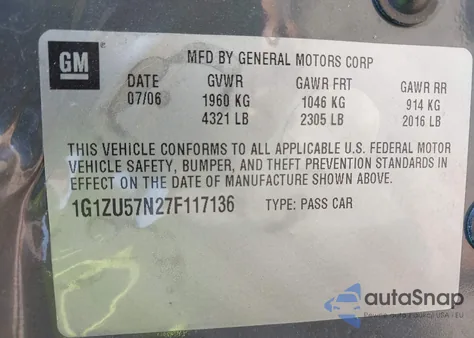 GM
MFD BY GENERAL MOTORS CORP
DATE GVWR GAWR FRT GAWR RR
07/06 1960 KG 1046 KG 914 KG
4321 LB 2305 LB 2016 LB
THIS VEHICLE CONFORMS TO ALL APPLICABLE U.S. FEDERAL MOTOR
VEHICLE SAFETY, BUMPER, AND THEFT PREVENTION STANDARDS IN
EFFECT ON THE DATE OF MANUFACTURE SHOWN ABOVE.
1G1ZU57N27F117136 TYPE: PASS CAR
autoSnap